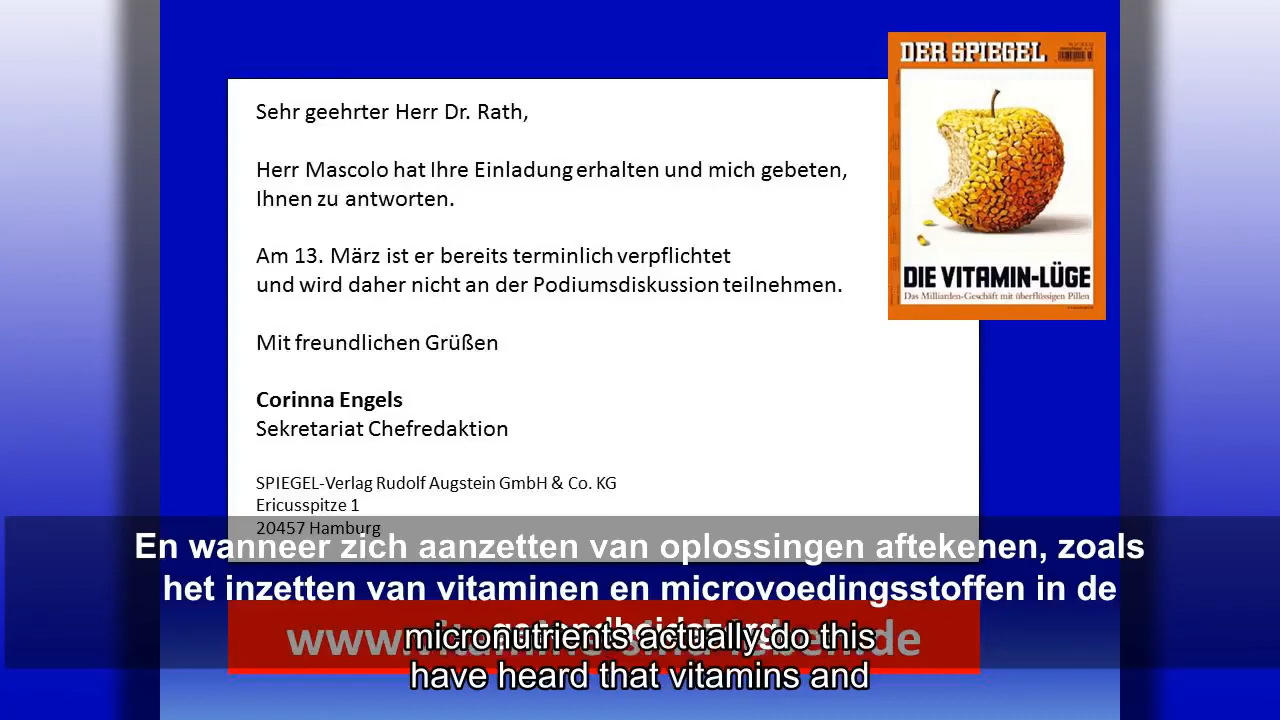 DER SPIEGEL
DIE VITAMIN-LÜGE
Das Milliarden-Geschäft mit überflüssigen Pillen
Sehr geehrter Herr Dr. Rath,
Herr Mascolo hat Ihre Einladung erhalten und mich gebeten,
Ihnen zu antworten.
Am 13. März ist er bereits terminlich verpflichtet
und wird daher nicht an der Podiumsdiskussion teilnehmen.
Mit freundlichen Grüßen
Corinna Engels
Sekretariat Chefredaktion
SPIEGEL-Verlag Rudolf Augstein GmbH & Co. KG
Ericusspitze 1
20457 Hamburg
En wanneer zich aanzetten van oplossingen aftekenen, zoals
het inzetten van vitaminen en microvoedingsstoffen in de
micronutrients actually do this
have heard that vitamins and